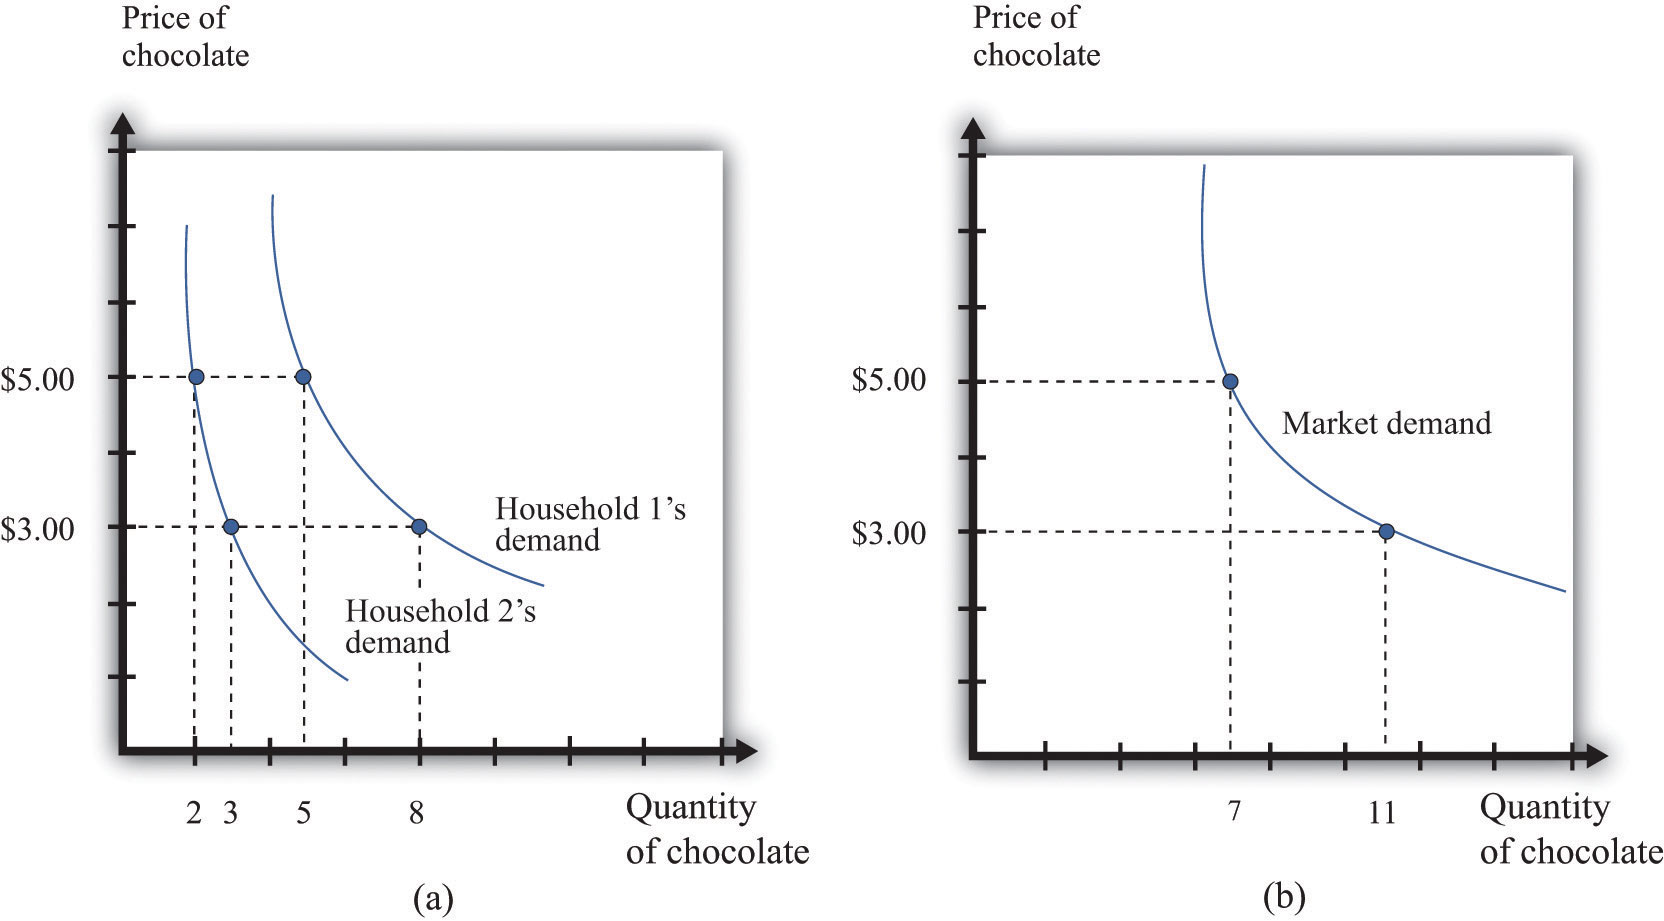 Price of
chocolate
$5.00
$3.00
Household 1’s
demand
Household 2’s
demand
2 3 5 8
Quantity
of chocolate
(a)
Price of
chocolate
$5.00
$3.00
Market demand
7 11
Quantity
of chocolate
(b)